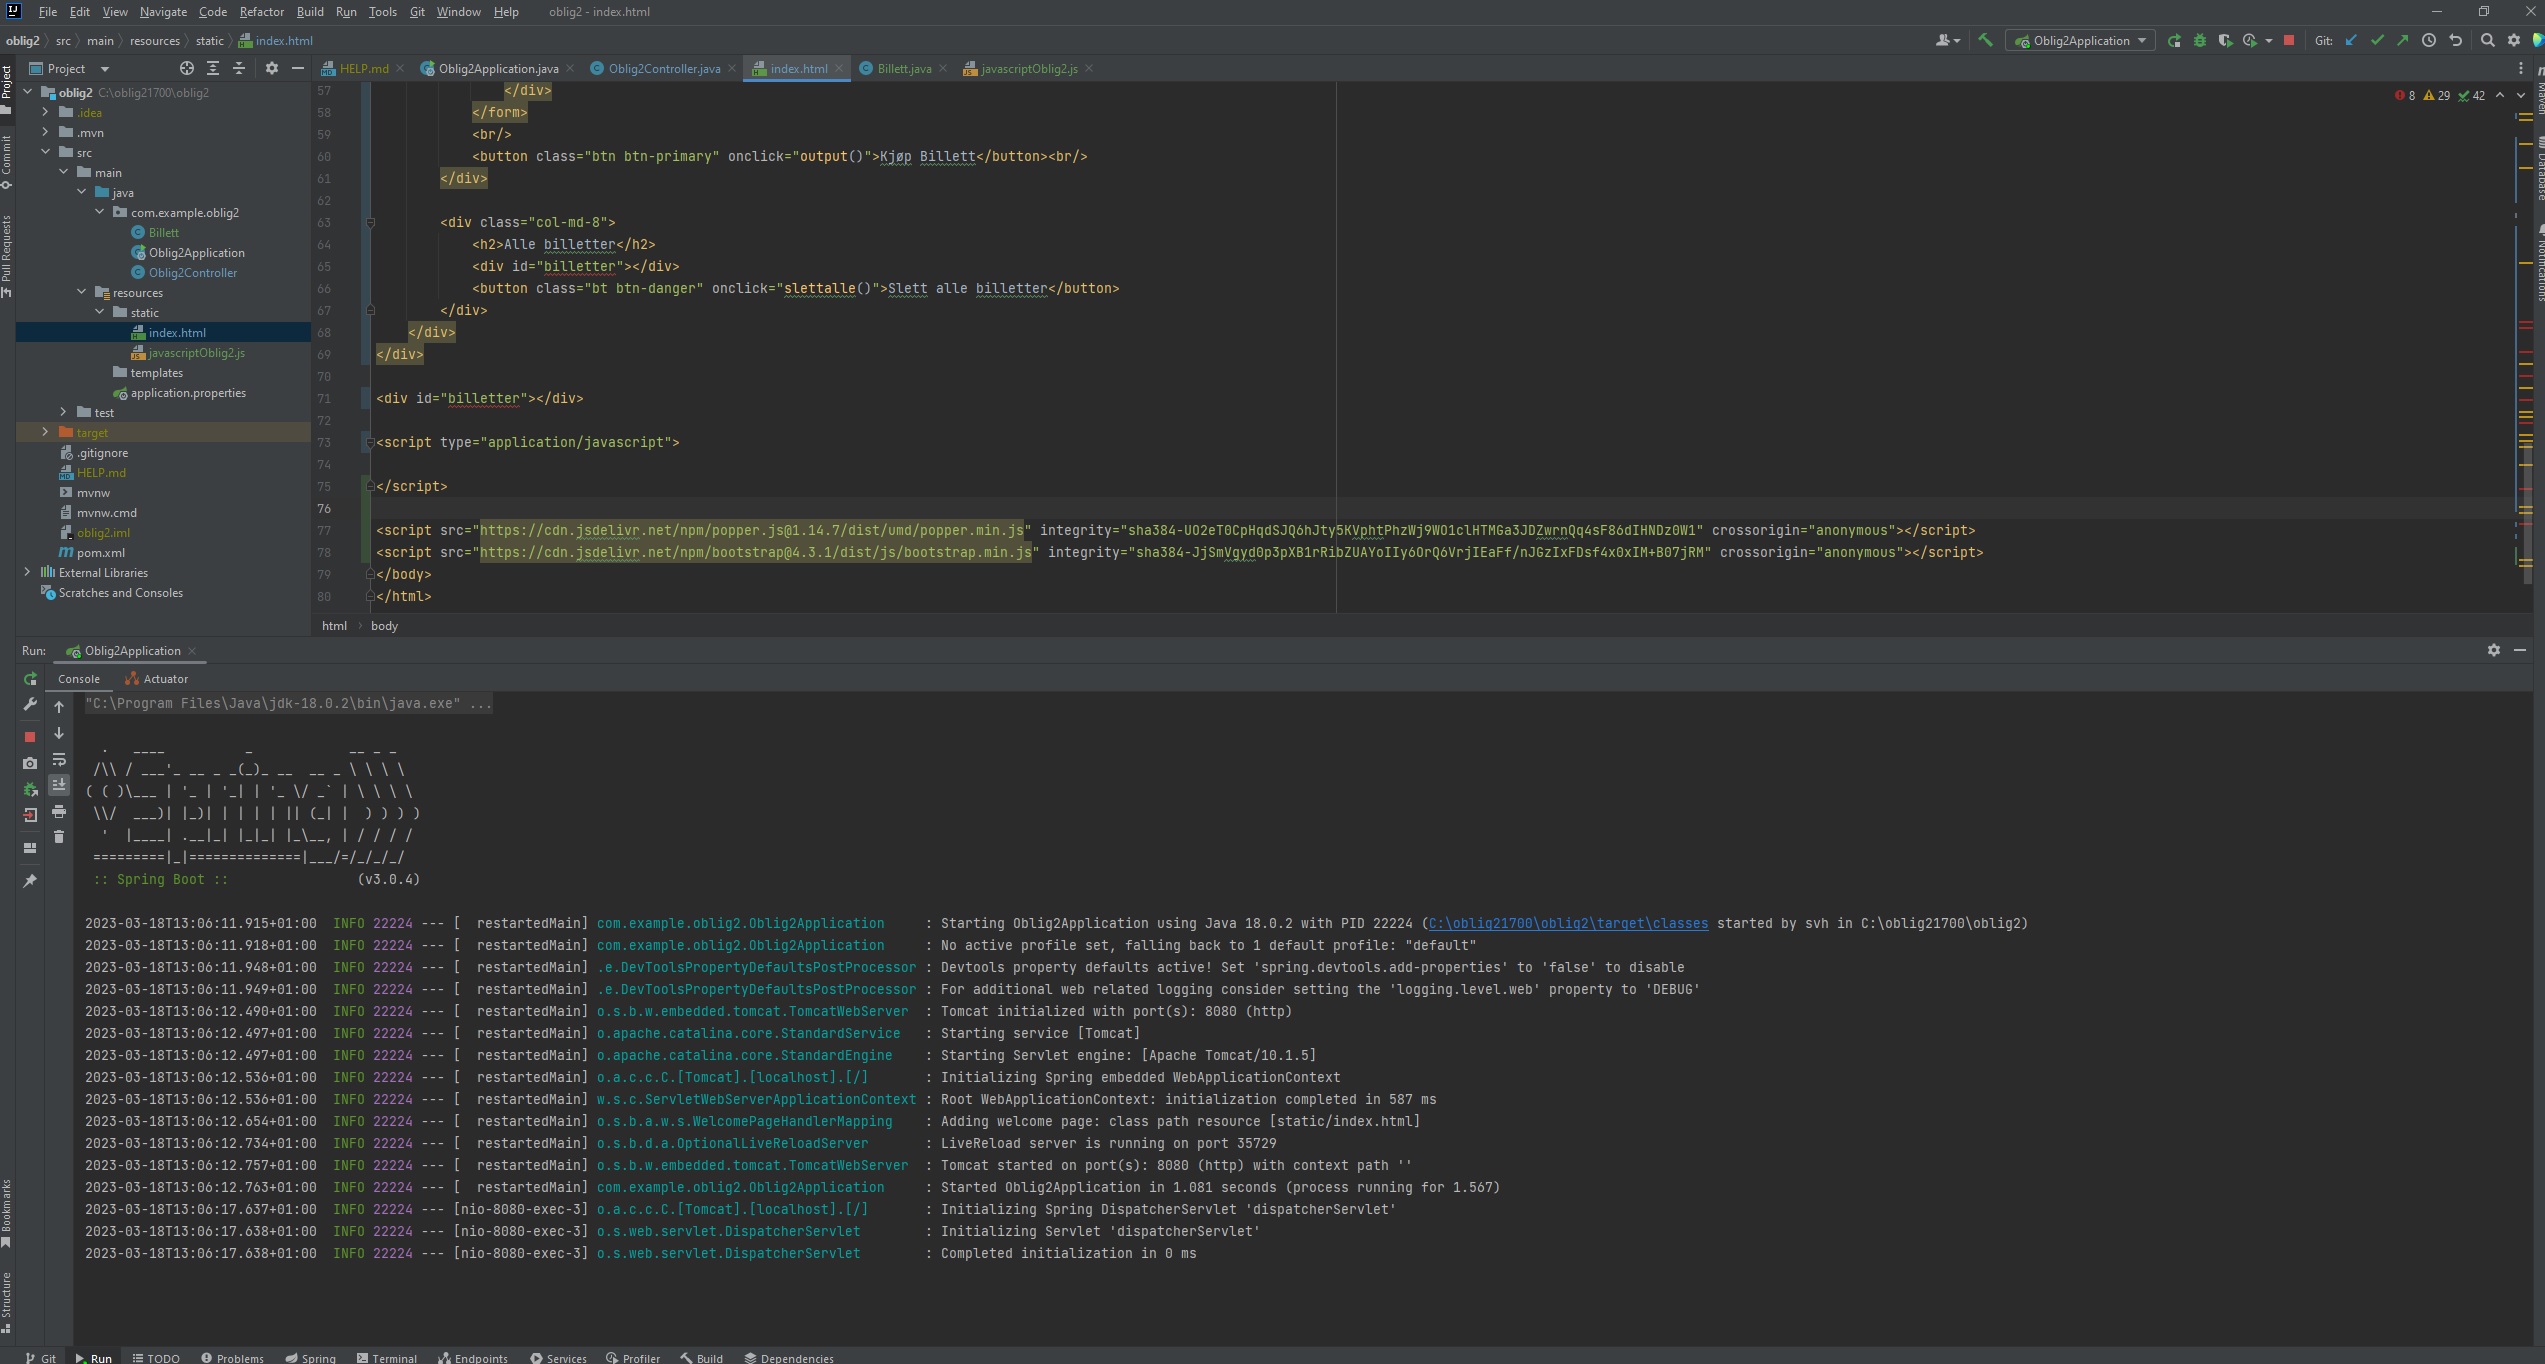 File Edit View Navigate Code Refactor Build Run Tools Git Window Help oblig2 - index.html
oblig2 src main resources static index.html Oblig2Application Git:
Project HELP.md Oblig2Application.java Oblig2Controller.java index.html Billett.java javascriptOblig2.js
Project
Commit
Pull Requests
Bookmarks
Structure
Maven
Database
Notifications
oblig2 C:\oblig21700\oblig2
.idea
.mvn
src
main
java
com.example.oblig2
Billett
Oblig2Application
Oblig2Controller
resources
static
index.html
javascriptOblig2.js
templates
application.properties
test
target
.gitignore
HELP.md
mvnw
mvnw.cmd
oblig2.iml
pom.xml
External Libraries
Scratches and Consoles
8 29 42
57 </div>
58 </form>
59 <br/>
60 <button class="btn btn-primary" onclick="output()">Kjøp Billett</button><br/>
61 </div>
62
63 <div class="col-md-8">
64 <h2>Alle billetter</h2>
65 <div id="billetter"></div>
66 <button class="bt btn-danger" onclick="slettalle()">Slett alle billetter</button>
67 </div>
68 </div>
69 </div>
70
71 <div id="billetter"></div>
72
73 <script type="application/javascript">
74
75 </script>
76
77 <script src="https://cdn.jsdelivr.net/npm/popper.js@1.14.7/dist/umd/popper.min.js" integrity="sha384-UO2eT0CpHqdSJQ6hJty5KVphtPhzWj9WO1clHTMGa3JDZwrnQq4sF86dIHNDz0W1" crossorigin="anonymous"></script>
78 <script src="https://cdn.jsdelivr.net/npm/bootstrap@4.3.1/dist/js/bootstrap.min.js" integrity="sha384-JjSmVgyd0p3pXB1rRibZUAYoIIy6OrQ6VrjIEaFf/nJGzIxFDsf4x0xIM+B07jRM" crossorigin="anonymous"></script>
79 </body>
80 </html>
html body
Run: Oblig2Application
Console Actuator
"C:\Program Files\Java\jdk-18.0.2\bin\java.exe" ...
:: Spring Boot :: (v3.0.4)
2023-03-18T13:06:11.915+01:00 INFO 22224 --- [ restartedMain] com.example.oblig2.Oblig2Application : Starting Oblig2Application using Java 18.0.2 with PID 22224 (C:\oblig21700\oblig2\target\classes started by svh in C:\oblig21700\oblig2)
2023-03-18T13:06:11.918+01:00 INFO 22224 --- [ restartedMain] com.example.oblig2.Oblig2Application : No active profile set, falling back to 1 default profile: "default"
2023-03-18T13:06:11.948+01:00 INFO 22224 --- [ restartedMain] .e.DevToolsPropertyDefaultsPostProcessor : Devtools property defaults active! Set 'spring.devtools.add-properties' to 'false' to disable
2023-03-18T13:06:11.949+01:00 INFO 22224 --- [ restartedMain] .e.DevToolsPropertyDefaultsPostProcessor : For additional web related logging consider setting the 'logging.level.web' property to 'DEBUG'
2023-03-18T13:06:12.490+01:00 INFO 22224 --- [ restartedMain] o.s.b.w.embedded.tomcat.TomcatWebServer : Tomcat initialized with port(s): 8080 (http)
2023-03-18T13:06:12.497+01:00 INFO 22224 --- [ restartedMain] o.apache.catalina.core.StandardService : Starting service [Tomcat]
2023-03-18T13:06:12.497+01:00 INFO 22224 --- [ restartedMain] o.apache.catalina.core.StandardEngine : Starting Servlet engine: [Apache Tomcat/10.1.5]
2023-03-18T13:06:12.536+01:00 INFO 22224 --- [ restartedMain] o.a.c.c.C.[Tomcat].[localhost].[/] : Initializing Spring embedded WebApplicationContext
2023-03-18T13:06:12.536+01:00 INFO 22224 --- [ restartedMain] w.s.c.ServletWebServerApplicationContext : Root WebApplicationContext: initialization completed in 587 ms
2023-03-18T13:06:12.654+01:00 INFO 22224 --- [ restartedMain] o.s.b.a.w.s.WelcomePageHandlerMapping : Adding welcome page: class path resource [static/index.html]
2023-03-18T13:06:12.734+01:00 INFO 22224 --- [ restartedMain] o.s.b.d.a.OptionalLiveReloadServer : LiveReload server is running on port 35729
2023-03-18T13:06:12.757+01:00 INFO 22224 --- [ restartedMain] o.s.b.w.embedded.tomcat.TomcatWebServer : Tomcat started on port(s): 8080 (http) with context path ''
2023-03-18T13:06:12.763+01:00 INFO 22224 --- [ restartedMain] com.example.oblig2.Oblig2Application : Started Oblig2Application in 1.081 seconds (process running for 1.567)
2023-03-18T13:06:17.637+01:00 INFO 22224 --- [nio-8080-exec-3] o.a.c.c.C.[Tomcat].[localhost].[/] : Initializing Spring DispatcherServlet 'dispatcherServlet'
2023-03-18T13:06:17.638+01:00 INFO 22224 --- [nio-8080-exec-3] o.s.web.servlet.DispatcherServlet : Initializing Servlet 'dispatcherServlet'
2023-03-18T13:06:17.638+01:00 INFO 22224 --- [nio-8080-exec-3] o.s.web.servlet.DispatcherServlet : Completed initialization in 0 ms
Git Run TODO Problems Spring Terminal Endpoints Services Profiler Build Dependencies